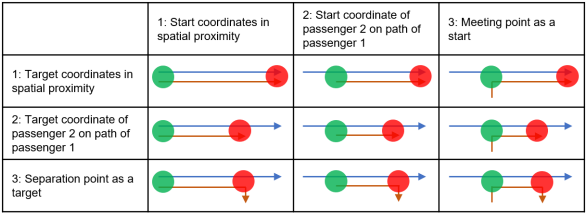 1: Start coordinates in
spatial proximity
2: Start coordinate of
passenger 2 on path of
passenger 1
3: Meeting point as a
start
1: Target coordinates in
spatial proximity
2: Target coordinate of
passenger 2 on path of
passenger 1
3: Separation point as a
target